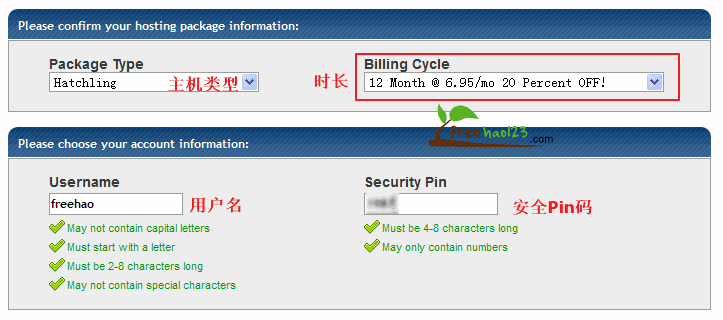 Please confirm your hosting package information:
Package Type
Billing Cycle
Hatchling 主机类型
时长
12 Month @ 6.95/mo 20 Percent OFF!
freehao123.com
Please choose your account information:
Username
Security Pin
freehao 用户名
安全Pin码
May not contain capital letters
Must be 4-8 characters long
Must start with a letter
May only contain numbers
Must be 2-8 characters long
May not contain special characters